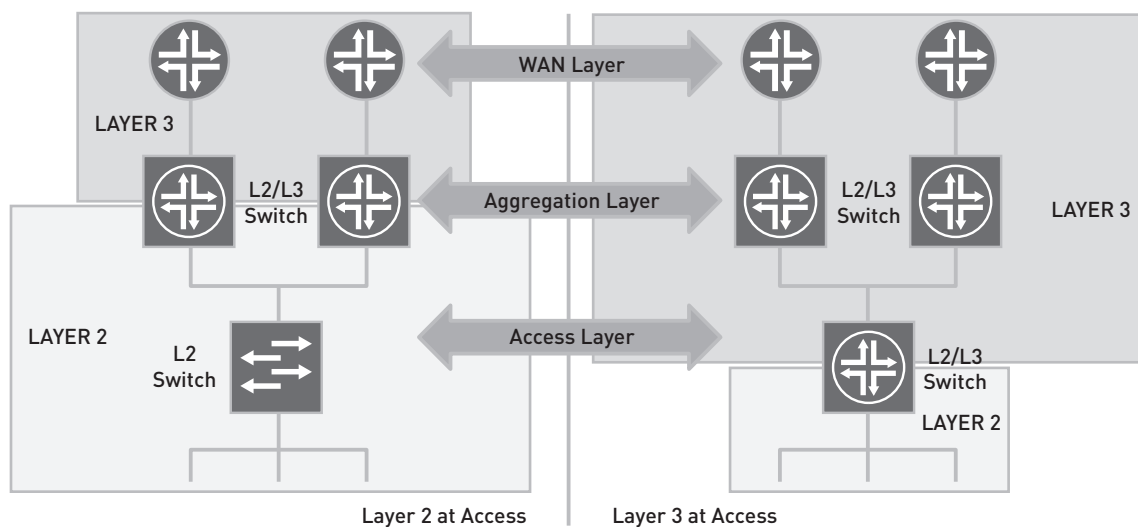 WAN Layer
LAYER 3
L2/L3
Switch
Aggregation Layer
L2/L3
Switch
LAYER 3
LAYER 2
L2
Switch
Access Layer
L2/L3
Switch
LAYER 2
Layer 2 at Access
Layer 3 at Access